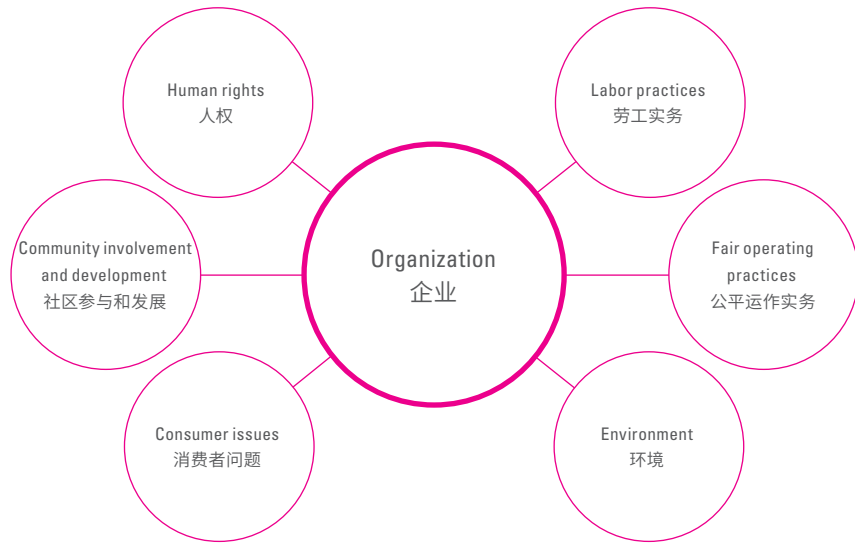 Human rights
人权
Labor practices
劳工实务
Community involvement
and development
社区参与和发展
Organization
企业
Fair operating
practices
公平运作实务
Consumer issues
消费者问题
Environment
环境